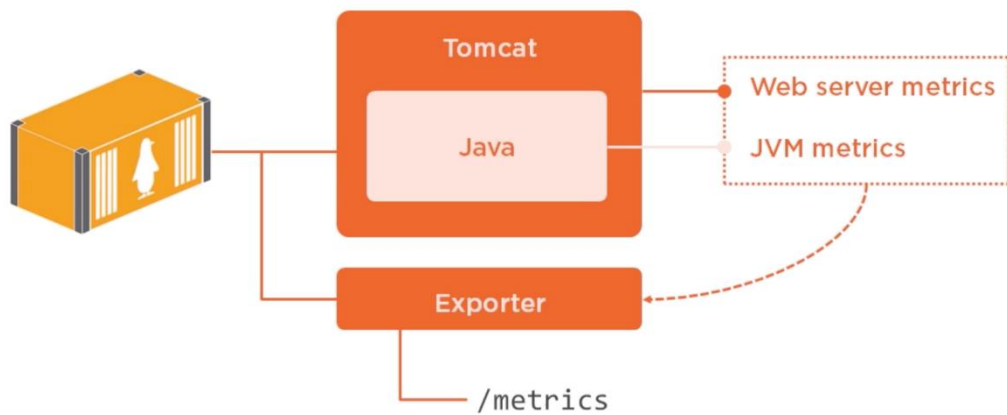 Tomcat
Java
Web server metrics
JVM metrics
Exporter
/metrics